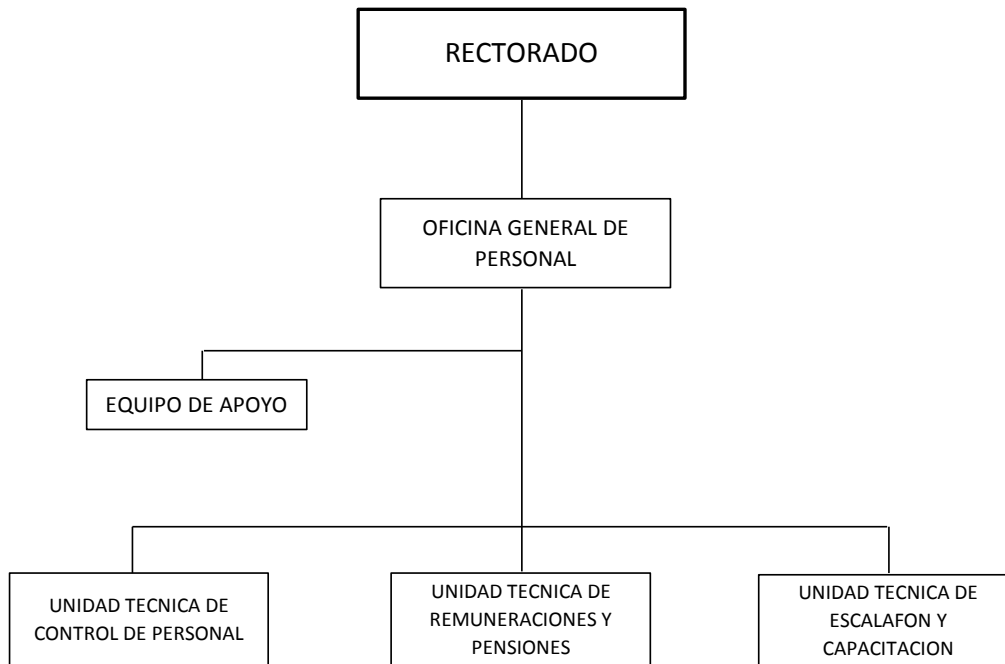 RECTORADO
OFICINA GENERAL DE
PERSONAL
EQUIPO DE APOYO
UNIDAD TECNICA DE
CONTROL DE PERSONAL
UNIDAD TECNICA DE
REMUNERACIONES Y
PENSIONES
UNIDAD TECNICA DE
ESCALAFON Y
CAPACITACION